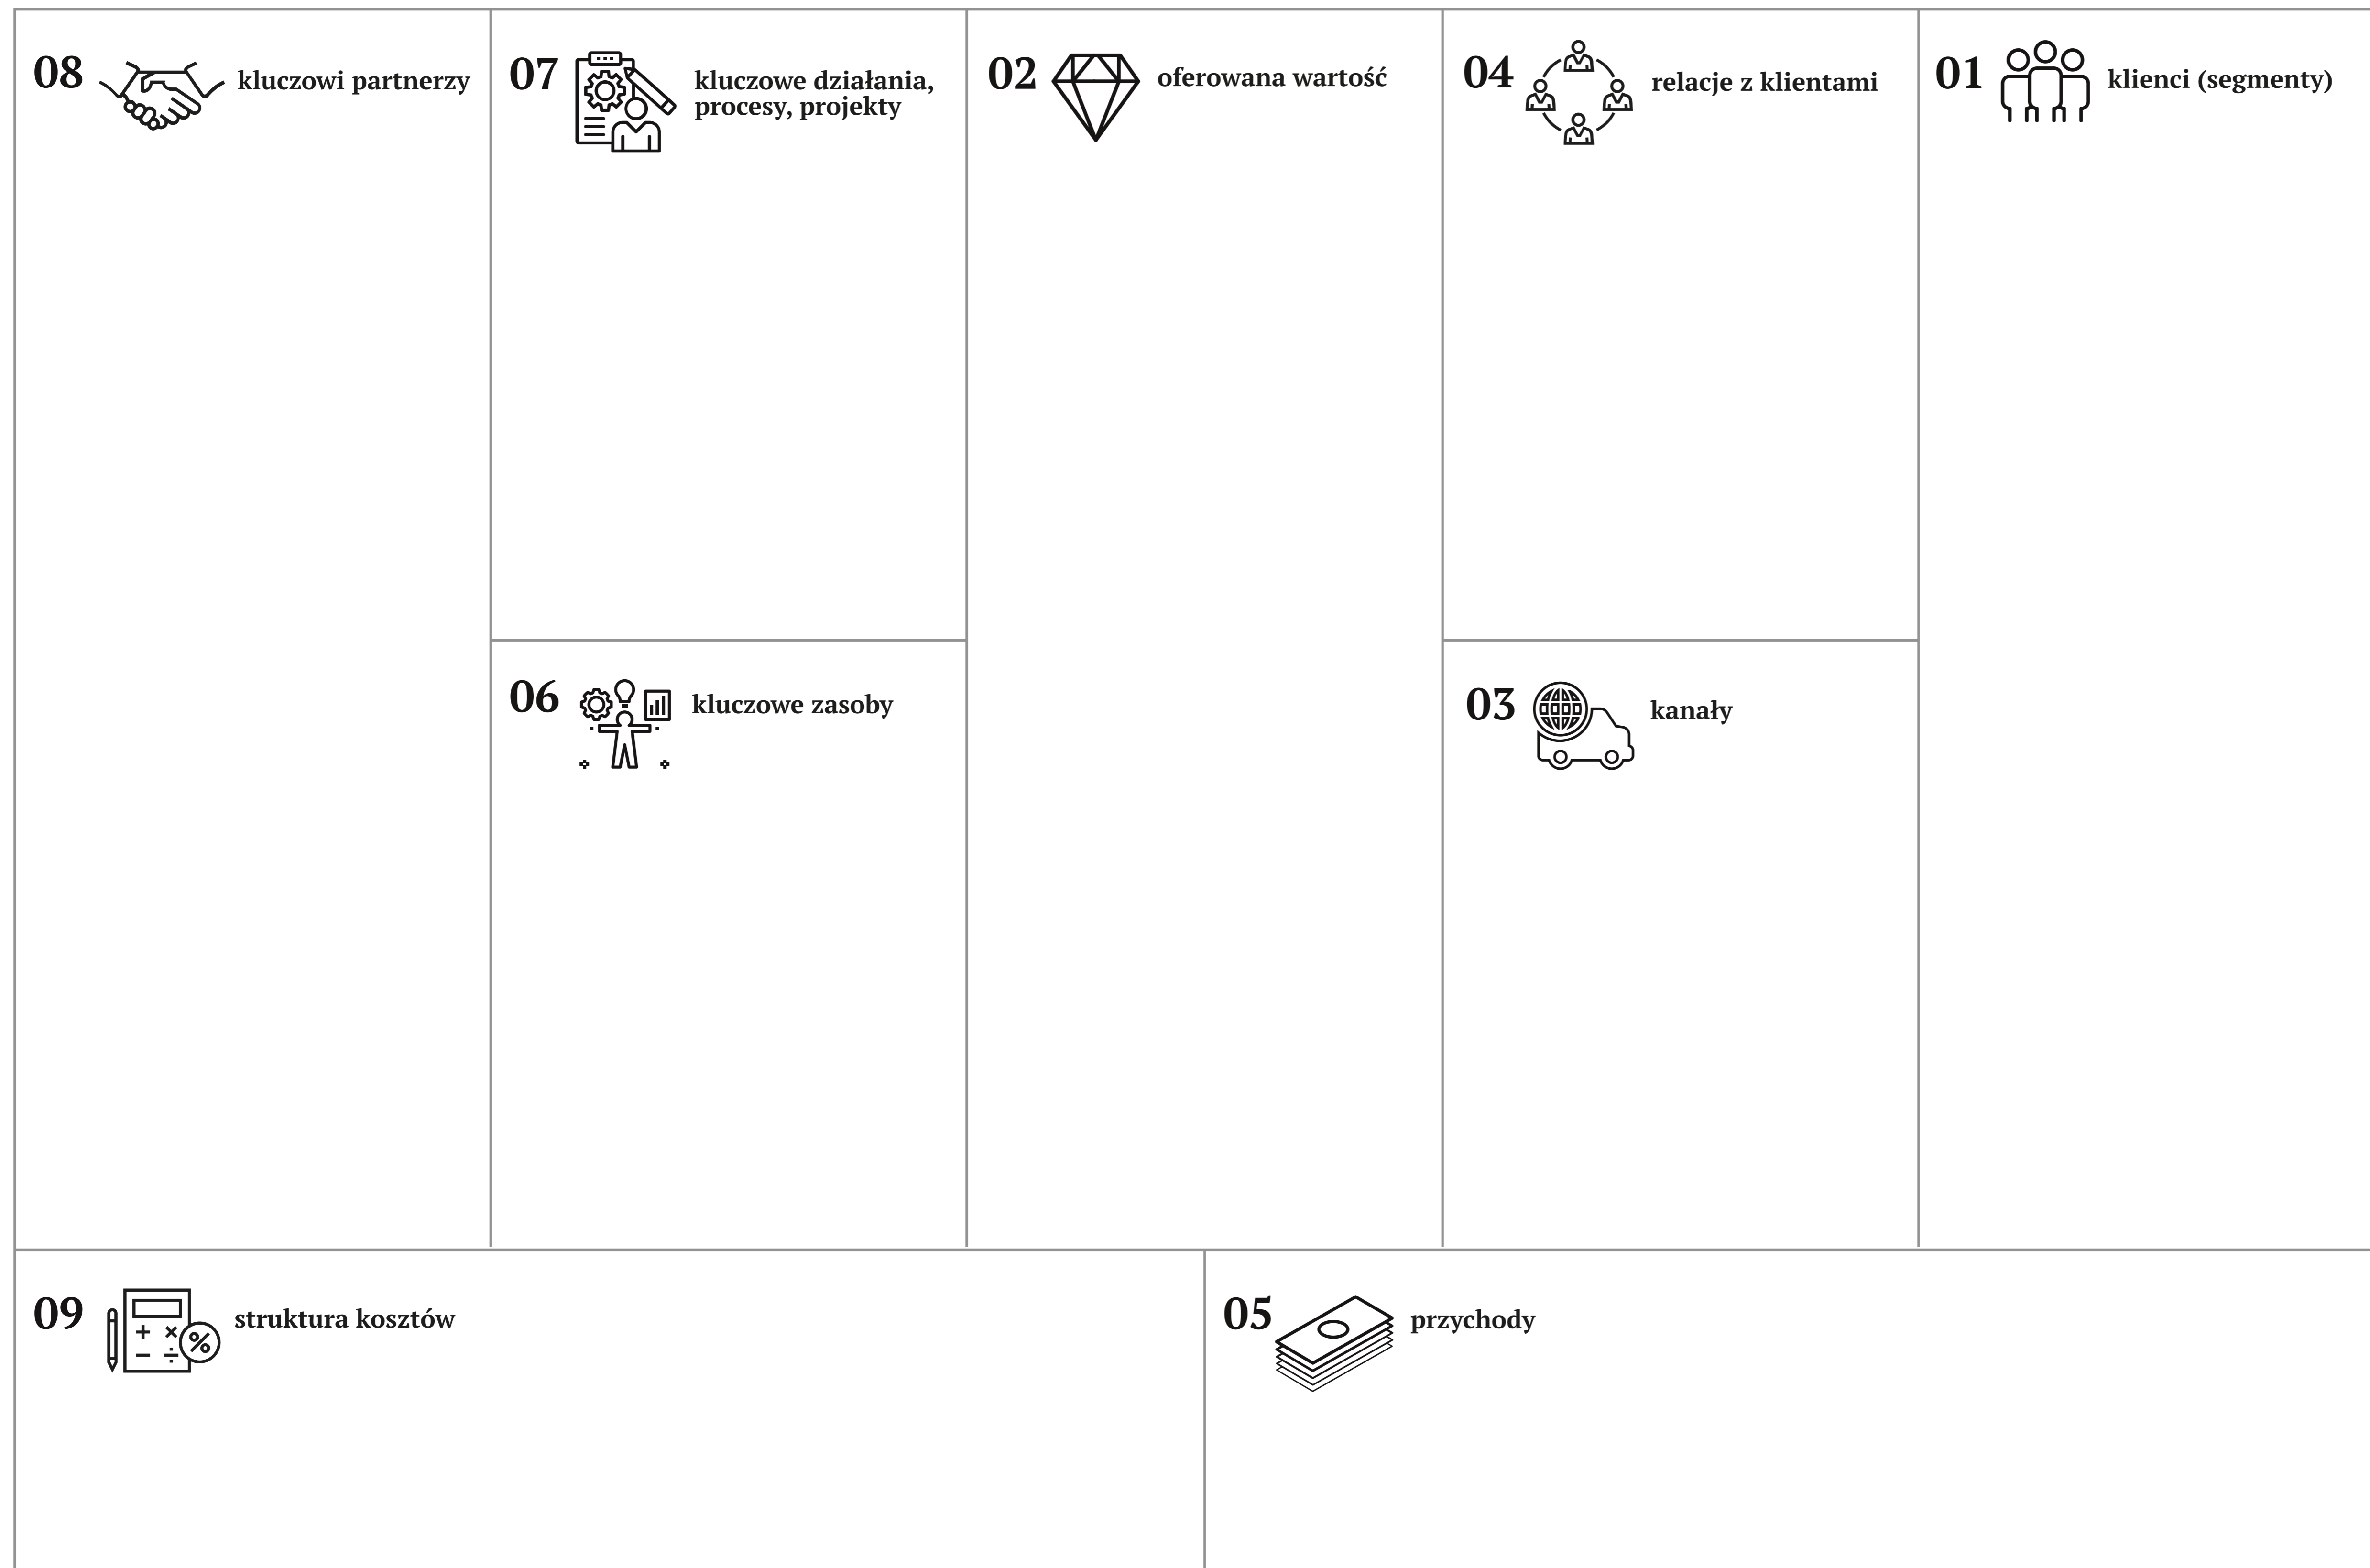 08 kluczowi partnerzy
07 kluczowe działania,
procesy, projekty
02 oferowana wartość
04 relacje z klientami
01 klienci (segmenty)
06 kluczowe zasoby
03 kanały
09 struktura kosztów
05 przychody